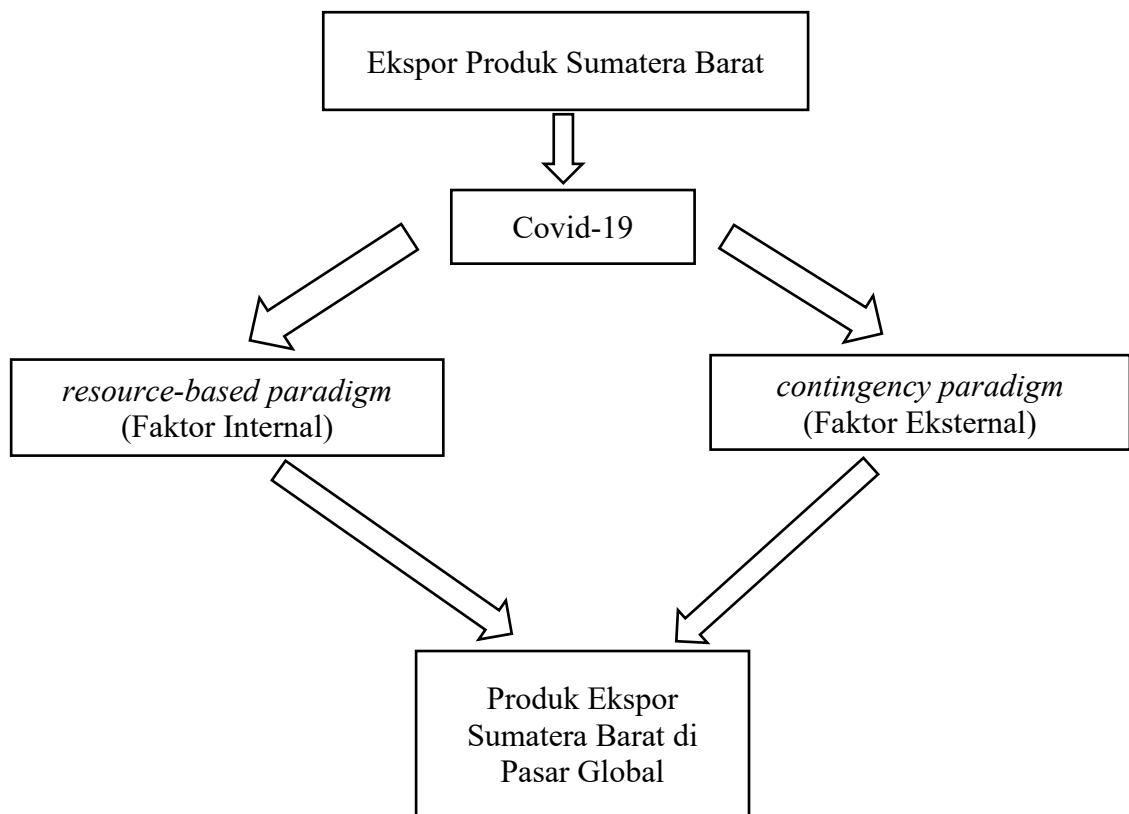 Ekspor Produk Sumatera Barat
Covid-19
resource-based paradigm
(Faktor Internal)
contingency paradigm
(Faktor Eksternal)
Produk Ekspor
Sumatera Barat di
Pasar Global